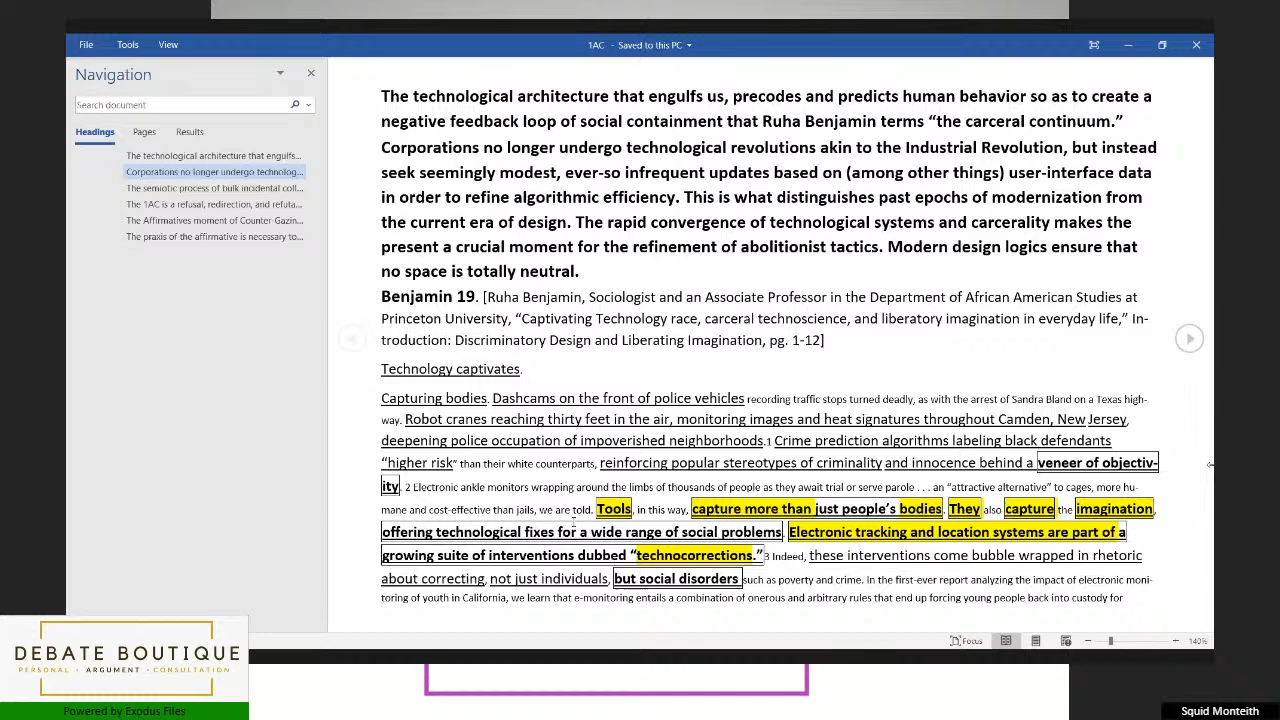 File Tools View
1AC - Saved to this PC
Navigation
Search document
Headings Pages Results
The technological architecture that engulfs...
Corporations no longer undergo technolog...
The semiotic process of bulk incidental coll...
The 1AC is a refusal, redirection, and refuta...
The Affirmatives moment of Counter-Gazin...
The praxis of the affirmative is necessary to...
The technological architecture that engulfs us, precodes and predicts human behavior so as to create a
negative feedback loop of social containment that Ruha Benjamin terms “the carceral continuum.”
Corporations no longer undergo technological revolutions akin to the Industrial Revolution, but instead
seek seemingly modest, ever-so infrequent updates based on (among other things) user-interface data
in order to refine algorithmic efficiency. This is what distinguishes past epochs of modernization from
the current era of design. The rapid convergence of technological systems and carcerality makes the
present a crucial moment for the refinement of abolitionist tactics. Modern design logics ensure that
no space is totally neutral.
Benjamin 19. [Ruha Benjamin, Sociologist and an Associate Professor in the Department of African American Studies at
Princeton University, “Captivating Technology race, carceral technoscience, and liberatory imagination in everyday life,” In-
troduction: Discriminatory Design and Liberating Imagination, pg. 1-12]
Technology captivates.
Capturing bodies. Dashcams on the front of police vehicles recording traffic stops turned deadly, as with the arrest of Sandra Bland on a Texas high-
way. Robot cranes reaching thirty feet in the air, monitoring images and heat signatures throughout Camden, New Jersey,
deepening police occupation of impoverished neighborhoods.1 Crime prediction algorithms labeling black defendants
“higher risk” than their white counterparts, reinforcing popular stereotypes of criminality and innocence behind a veneer of objectiv-
ity. 2 Electronic ankle monitors wrapping around the limbs of thousands of people as they await trial or serve parole . . . an “attractive alternative” to cages, more hu-
mane and cost-effective than jails, we are told. Tools, in this way, capture more than just people’s bodies. They also capture the imagination,
offering technological fixes for a wide range of social problems. Electronic tracking and location systems are part of a
growing suite of interventions dubbed “technocorrections.”3 Indeed, these interventions come bubble wrapped in rhetoric
about correcting, not just individuals, but social disorders such as poverty and crime. In the first-ever report analyzing the impact of electronic moni-
toring of youth in California, we learn that e-monitoring entails a combination of onerous and arbitrary rules that end up forcing young people back into custody for
Focus
140%
DEBATE BOUTIQUE
PERSONAL · ARGUMENT · CONSULTATION
Powered by Exodus Files
Squid Monteith